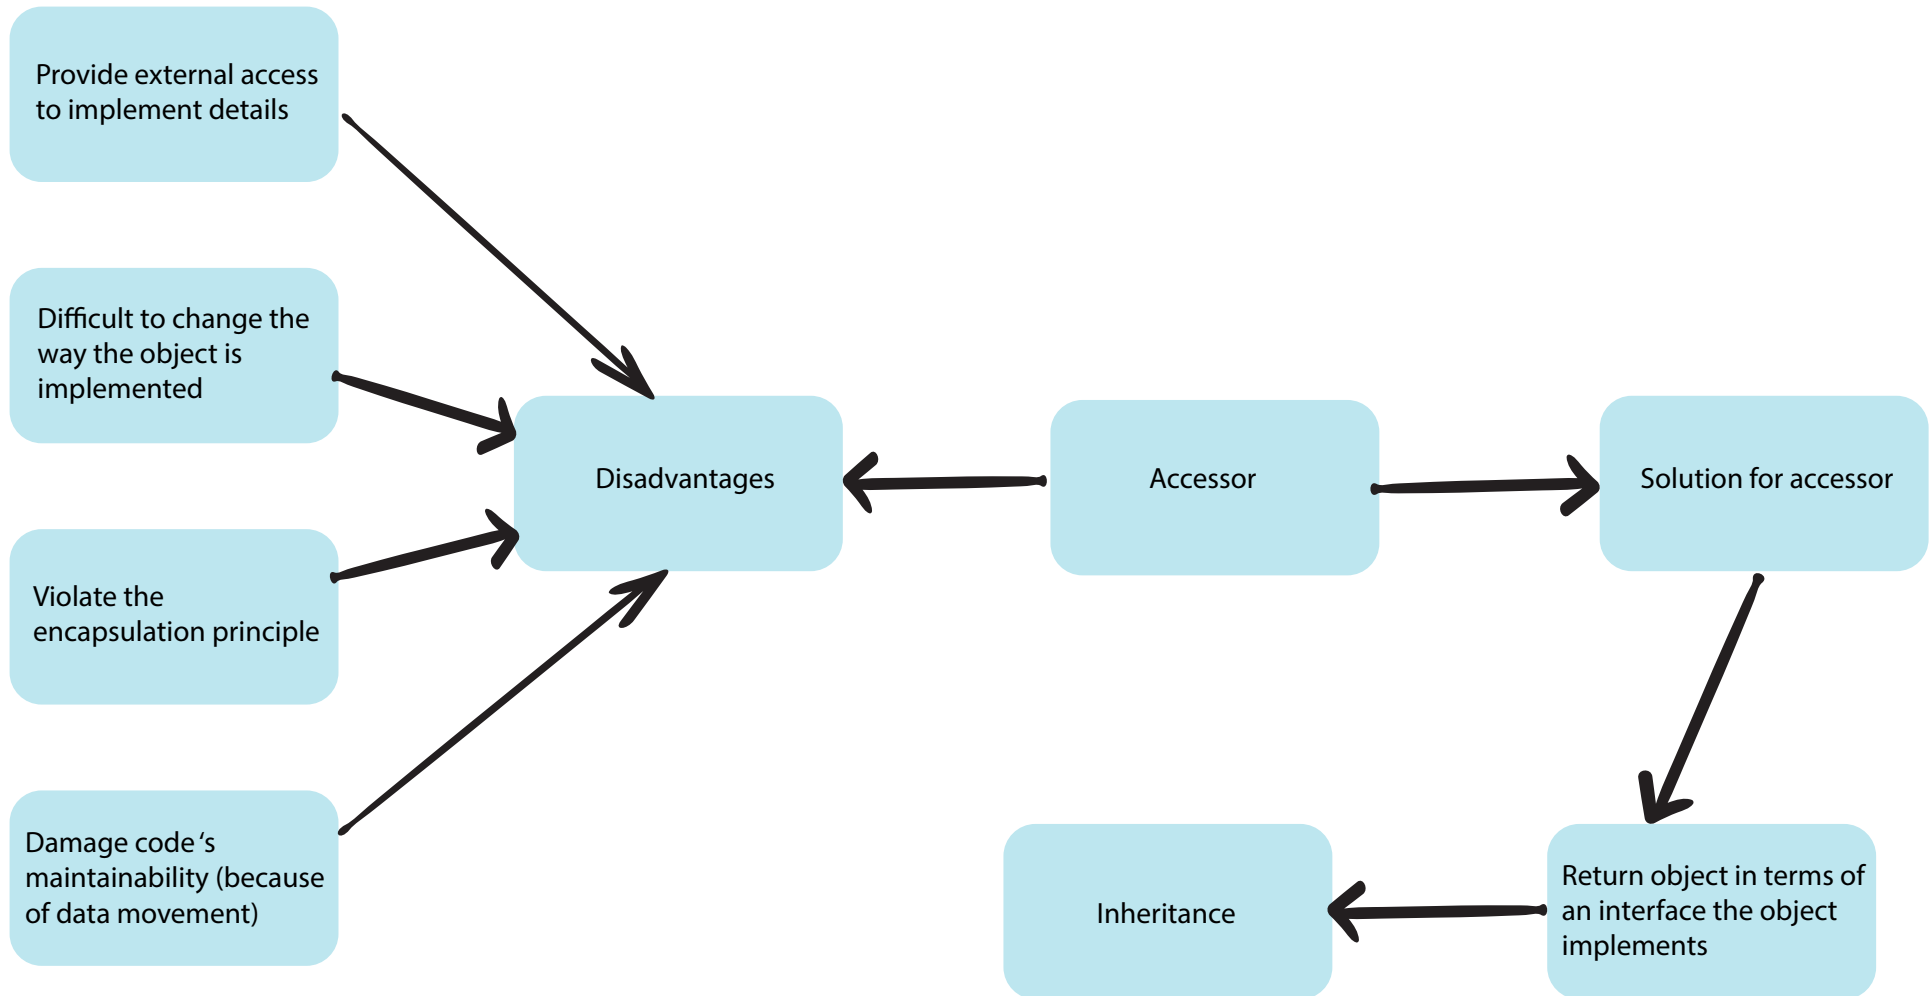 Provide external access
to implement details
Difficult to change the
way the object is
implemented
Disadvantages
Accessor
Solution for accessor
Violate the
encapsulation principle
Damage code‘s
maintainability (because
of data movement)
Inheritance
Return object in terms of
an interface the object
implements